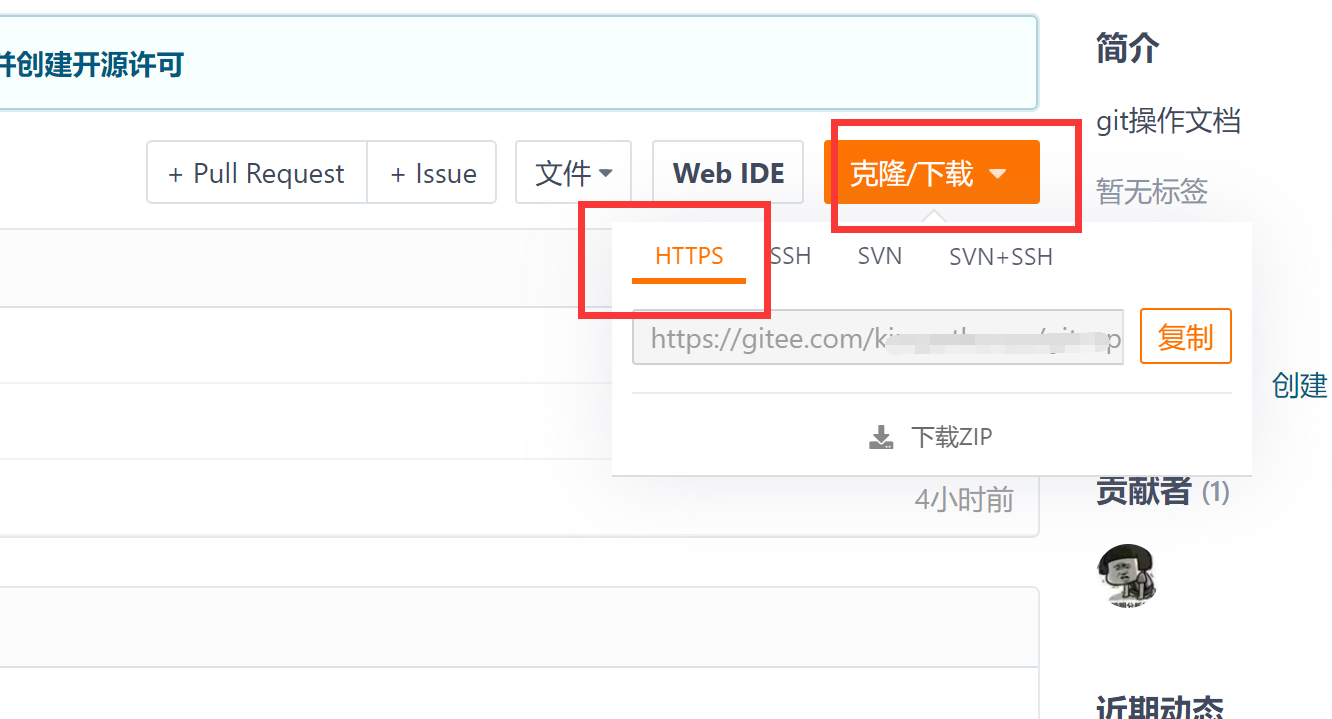 并创建开源许可
简介
git操作文档
+ Pull Request
+ Issue
文件
Web IDE
克隆/下载
暂无标签
HTTPS
SSH
SVN
SVN+SSH
https://gitee.com/
复制
创建
下载ZIP
4小时前
贡献者 (1)
近期动态